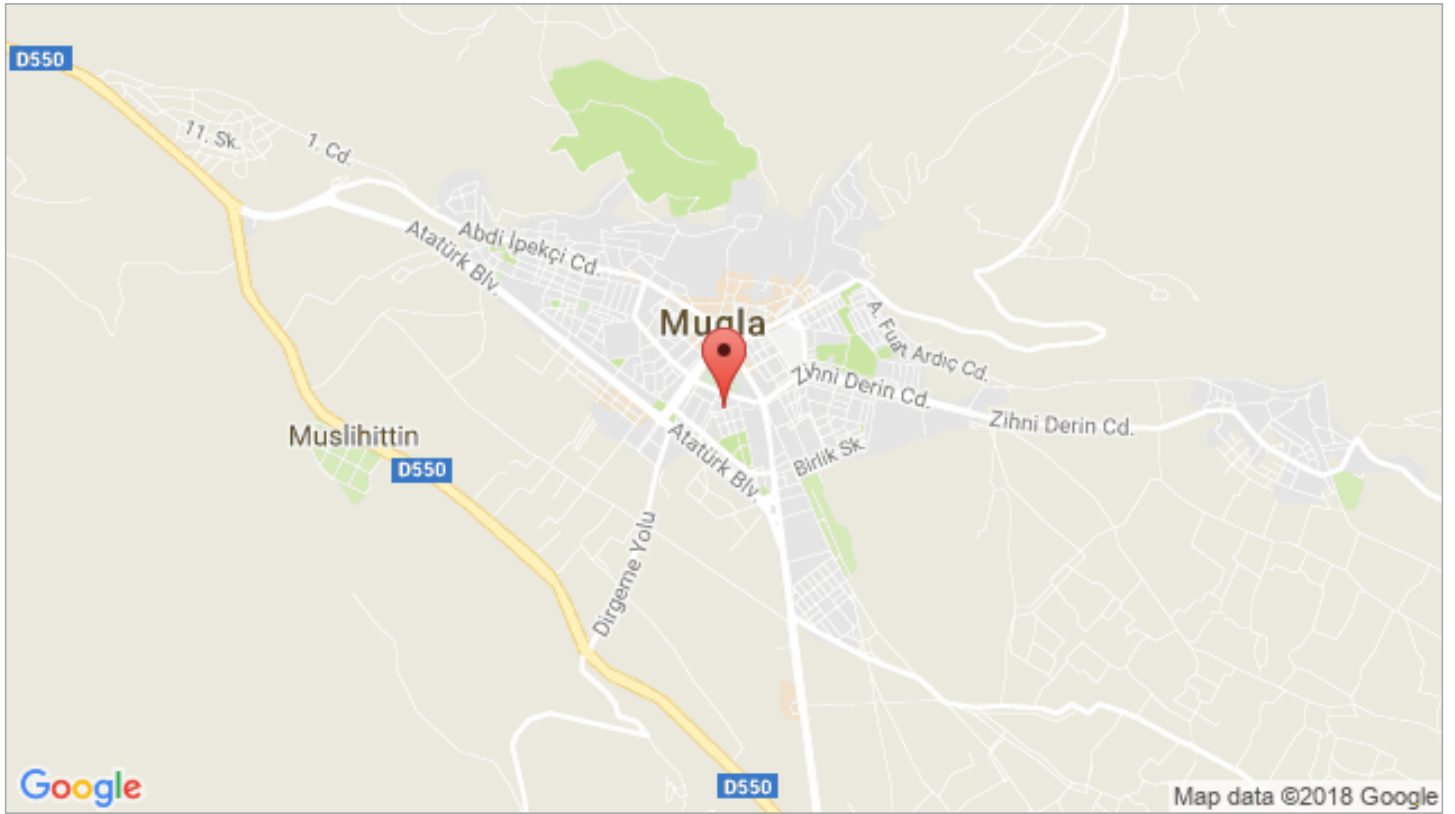 D550
11. Sk.
1. Cd.
Abdi İpekçi Cd.
Atatürk Blv.
Mugla
A. Fuat Ardıç Cd.
Zihni Derin Cd.
Zihni Derin Cd.
Muslihittin
D550
Atatürk Blv.
Birlik Sk.
Dirgeme Yolu
D550
Google
Map data ©2018 Google